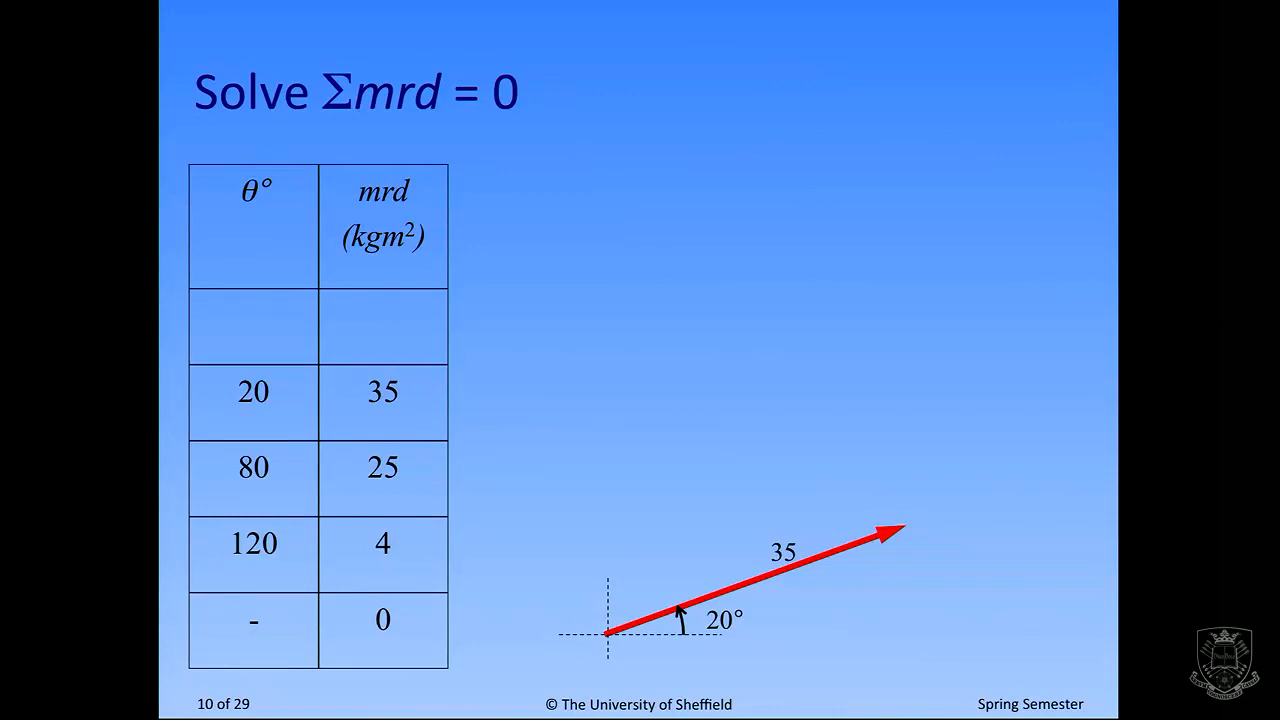 Solve Σmrd = 0
θ° mrd
(kgm²)
20 35
80 25
120 4
- 0
35
20°
10 of 29 © The University of Sheffield Spring Semester